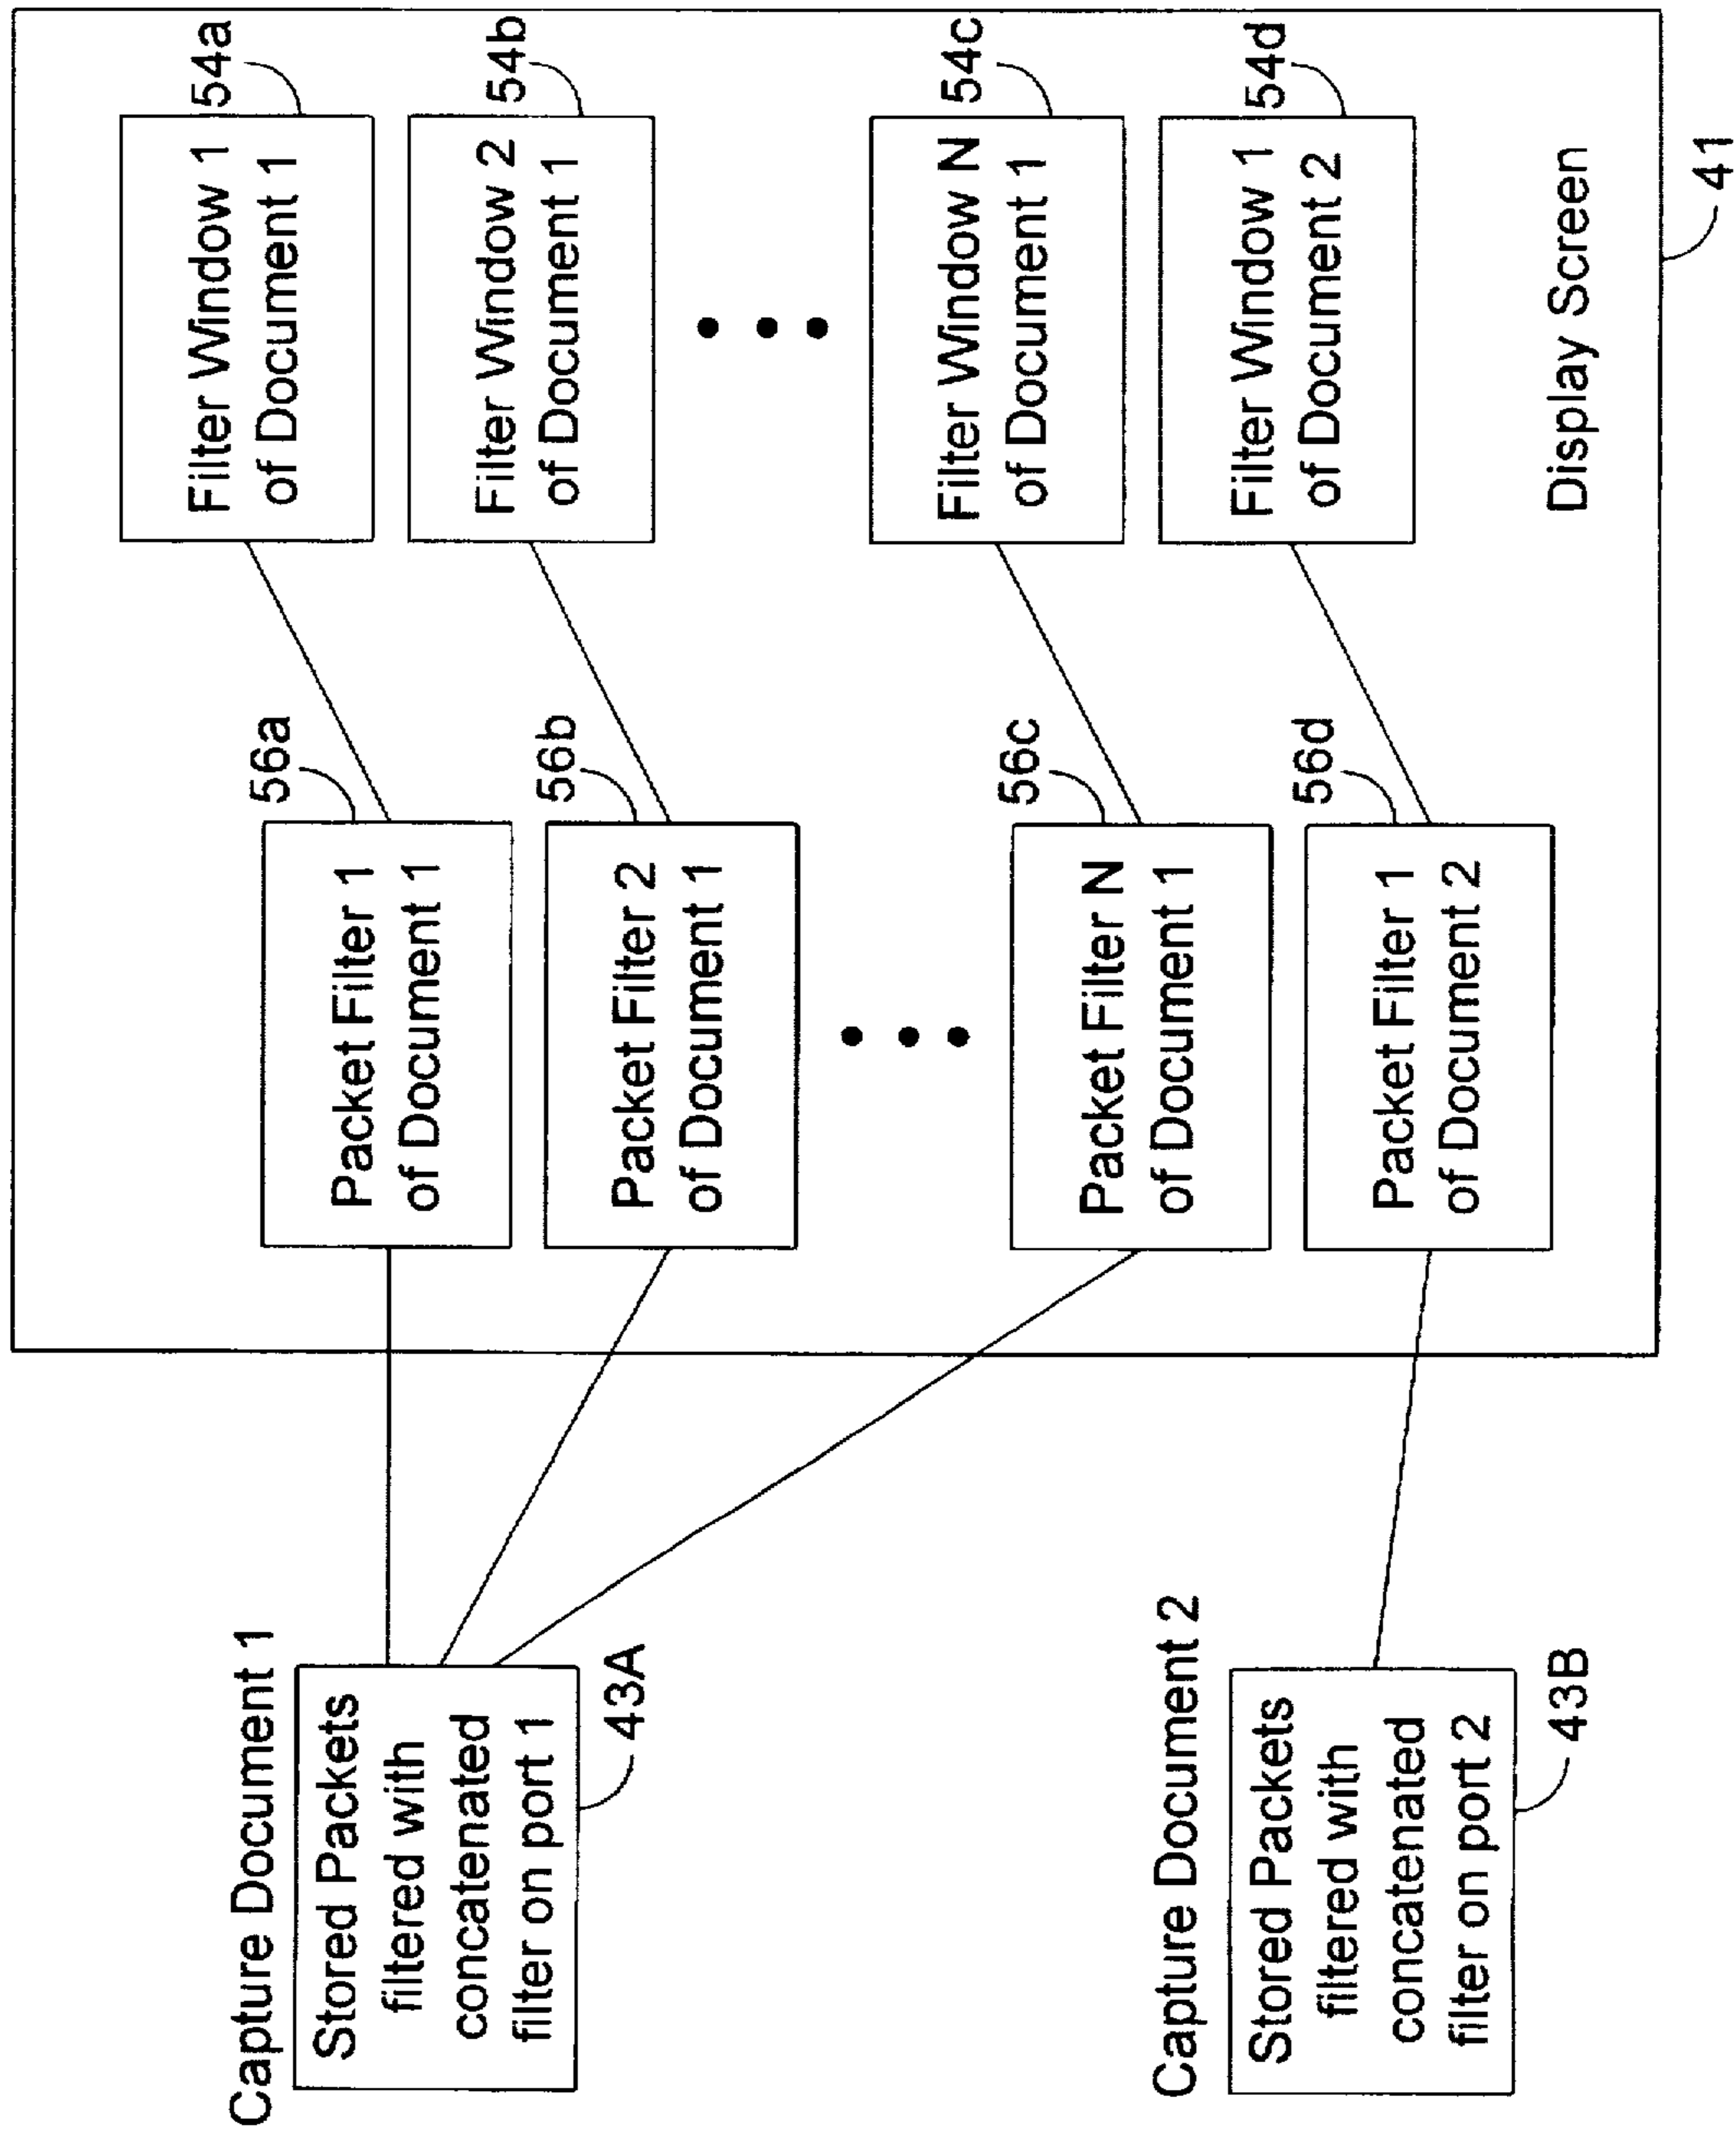 Capture Document 1
Stored Packets
filtered with
concatenated
filter on port 1
43A
Capture Document 2
Stored Packets
filtered with
concatenated
filter on port 2
43B
56a
Packet Filter 1
of Document 1
56b
Packet Filter 2
of Document 1
56c
Packet Filter N
of Document 1
56d
Packet Filter 1
of Document 2
54a
Filter Window 1
of Document 1
54b
Filter Window 2
of Document 1
54c
Filter Window N
of Document 1
54d
Filter Window 1
of Document 2
Display Screen
41